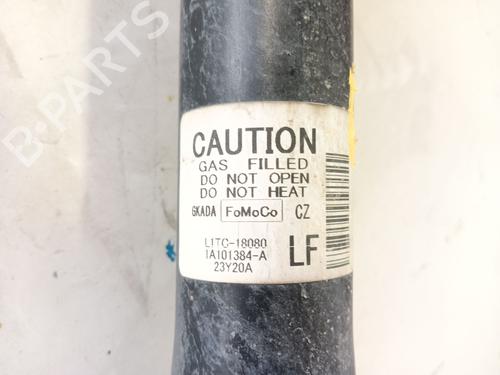 B-PARTS
CAUTION
GAS FILLED
DO NOT OPEN
DO NOT HEAT
GKADA FoMoCo CZ
L1TC-18080
1A101384-A
23Y20A
LF